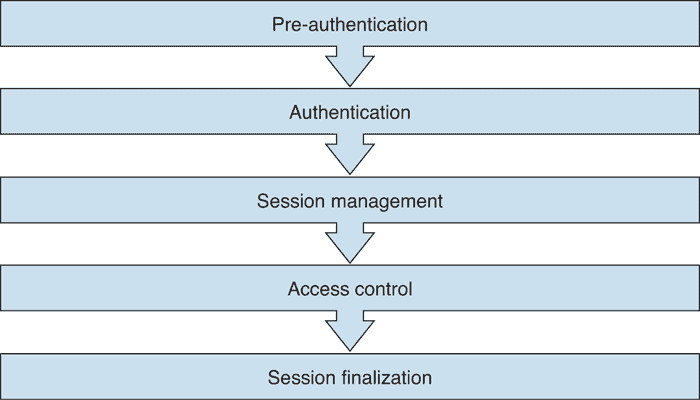 Pre-authentication
Authentication
Session management
Access control
Session finalization